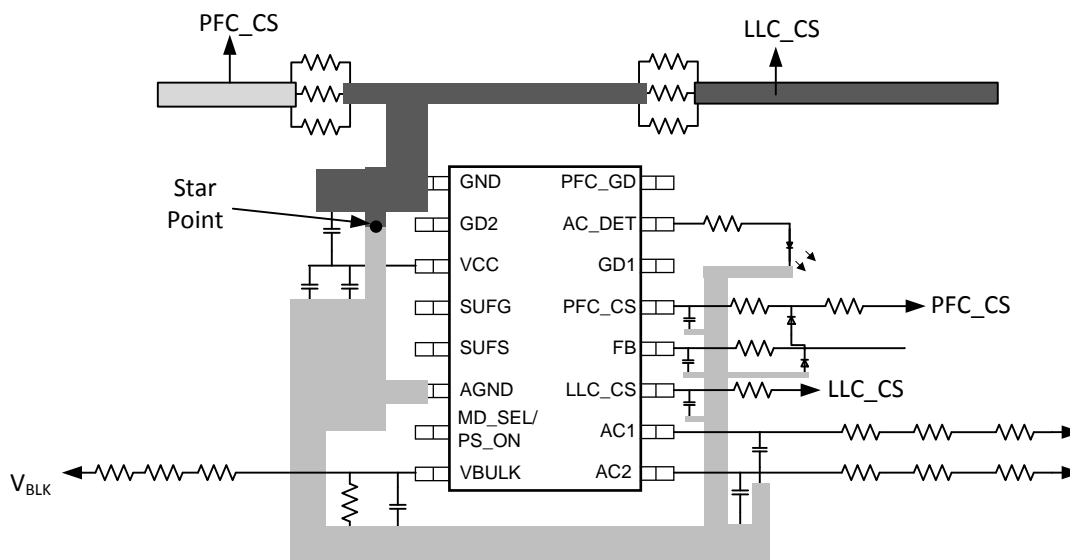 PFC_CS
LLC_CS
Star
Point
GND
PFC_GD
GD2
AC_DET
VCC
GD1
SUFG
PFC_CS
PFC_CS
SUFS
FB
AGND
LLC_CS
LLC_CS
MD_SEL/
PS_ON
AC1
VBULK
AC2
VBLK